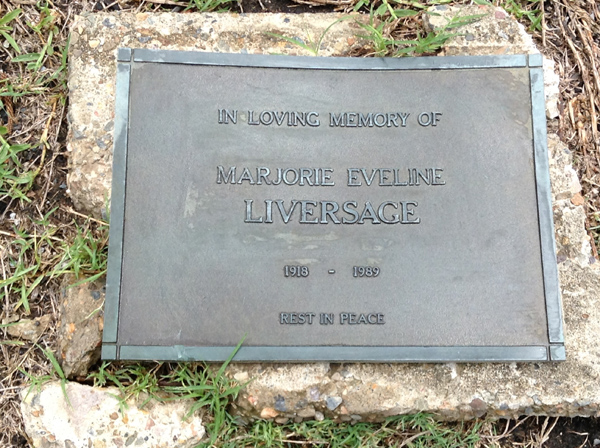 IN LOVING MEMORY OF
MARJORIE EVELINE
LIVERSAGE
1918 - 1989
REST IN PEACE